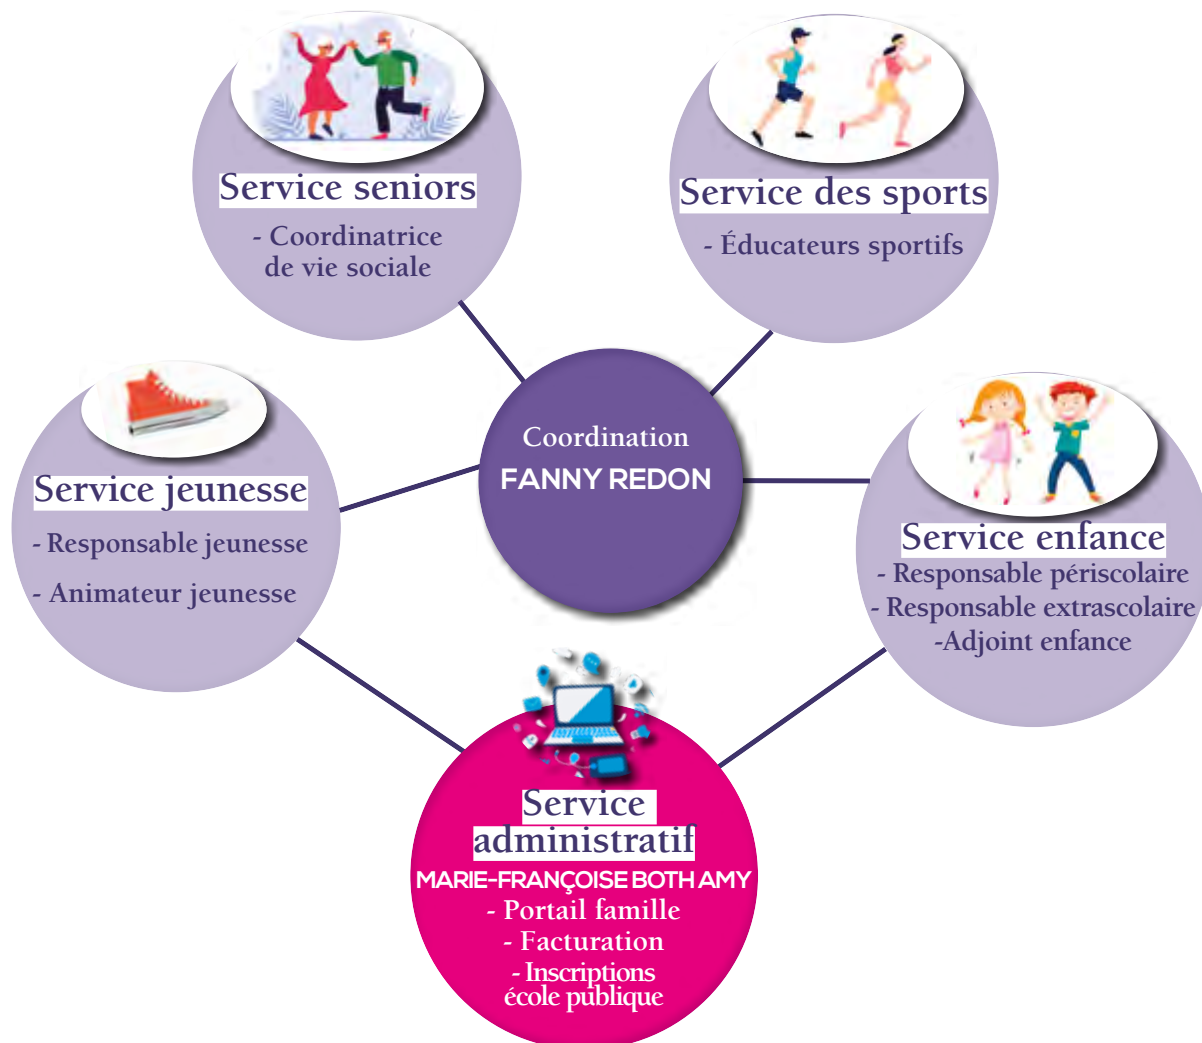 Service seniors
- Coordinatrice
de vie sociale
Service des sports
- Éducateurs sportifs
Coordination
FANNY REDON
Service jeunesse
- Responsable jeunesse
- Animateur jeunesse
Service enfance
- Responsable périscolaire
- Responsable extrascolaire
-Adjoint enfance
Service
administratif
MARIE-FRANÇOISE BOTH AMY
- Portail famille
- Facturation
- Inscriptions
école publique